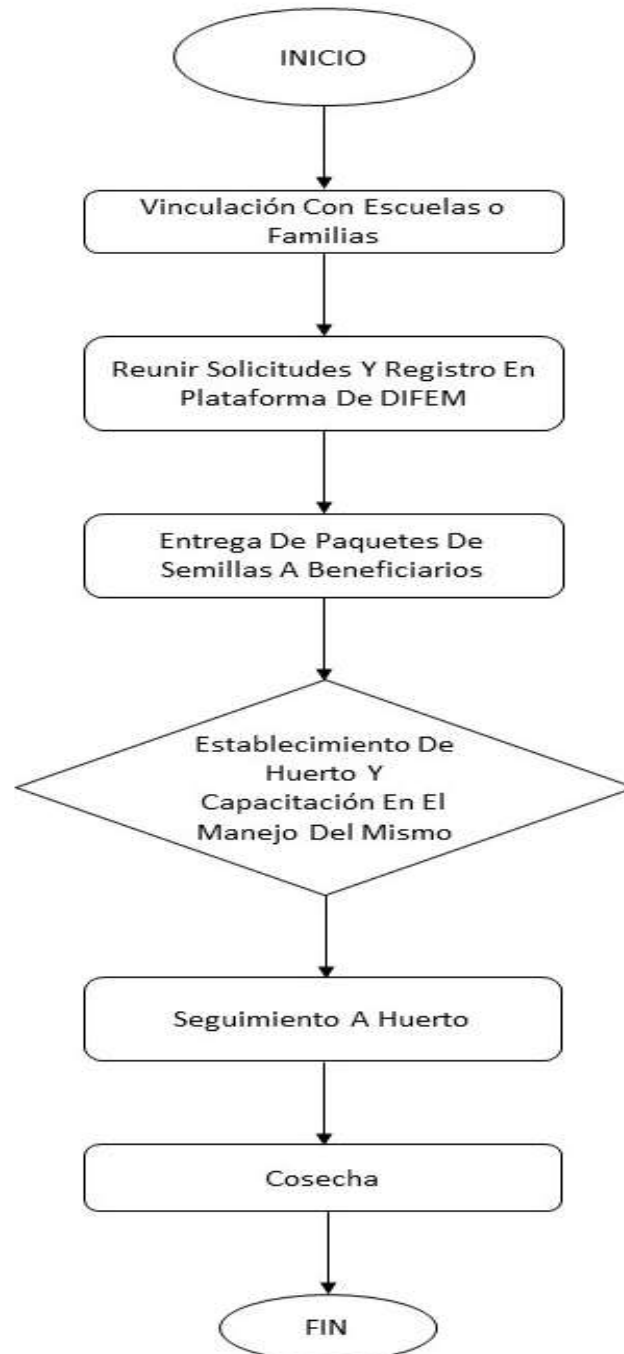 INICIO
Vinculación Con Escuelas o
Familias
Reunir Solicitudes Y Registro En
Plataforma De DIFEM
Entrega De Paquetes De
Semillas A Beneficiarios
Establecimiento De
Huerto Y
Capacitación En El
Manejo Del Mismo
Seguimiento A Huerto
Cosecha
FIN